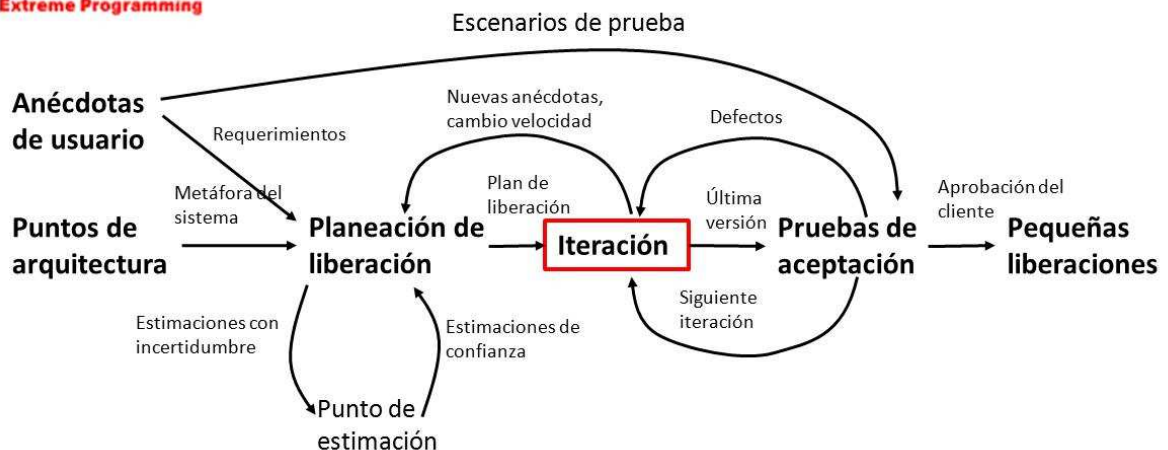 Extreme Programming
Escenarios de prueba
Anécdotas
de usuario
Requerimientos
Nuevas anécdotas,
cambio velocidad
Defectos
Metáfora del
sistema
Puntos de
arquitectura
Planeación de
liberación
Plan de
liberación
Iteración
Última
versión
Pruebas de
aceptación
Aprobación del
cliente
Pequeñas
liberaciones
Estimaciones con
incertidumbre
Estimaciones de
confianza
Siguiente
iteración
Punto de
estimación